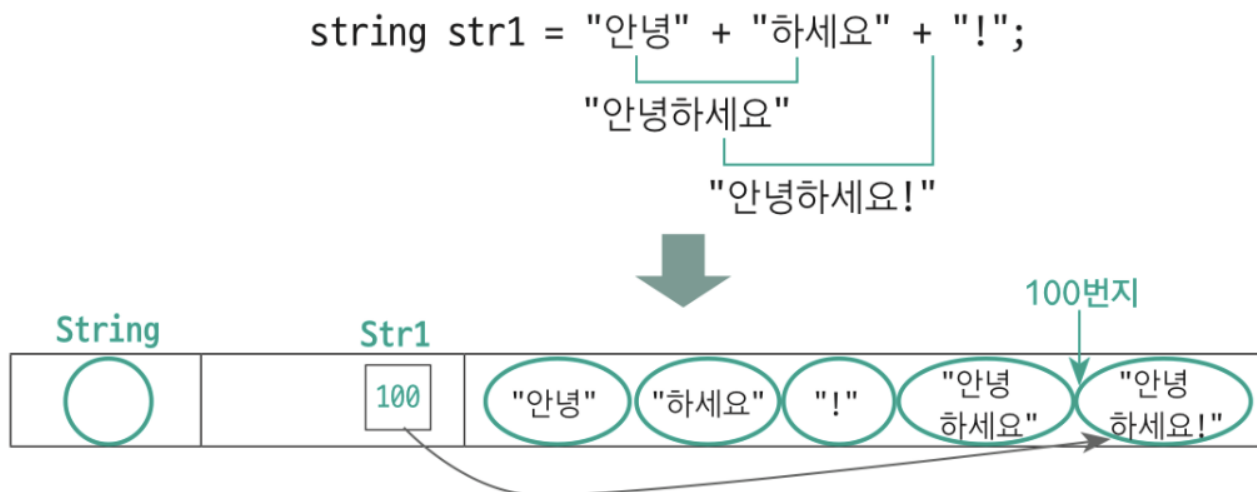 string str1 = "안녕" + "하세요" + "!";
"안녕하세요"
"안녕하세요!"
100번지
String
Str1
100
"안녕"
"하세요"
"!"
"안녕
하세요"
"안녕
하세요!"